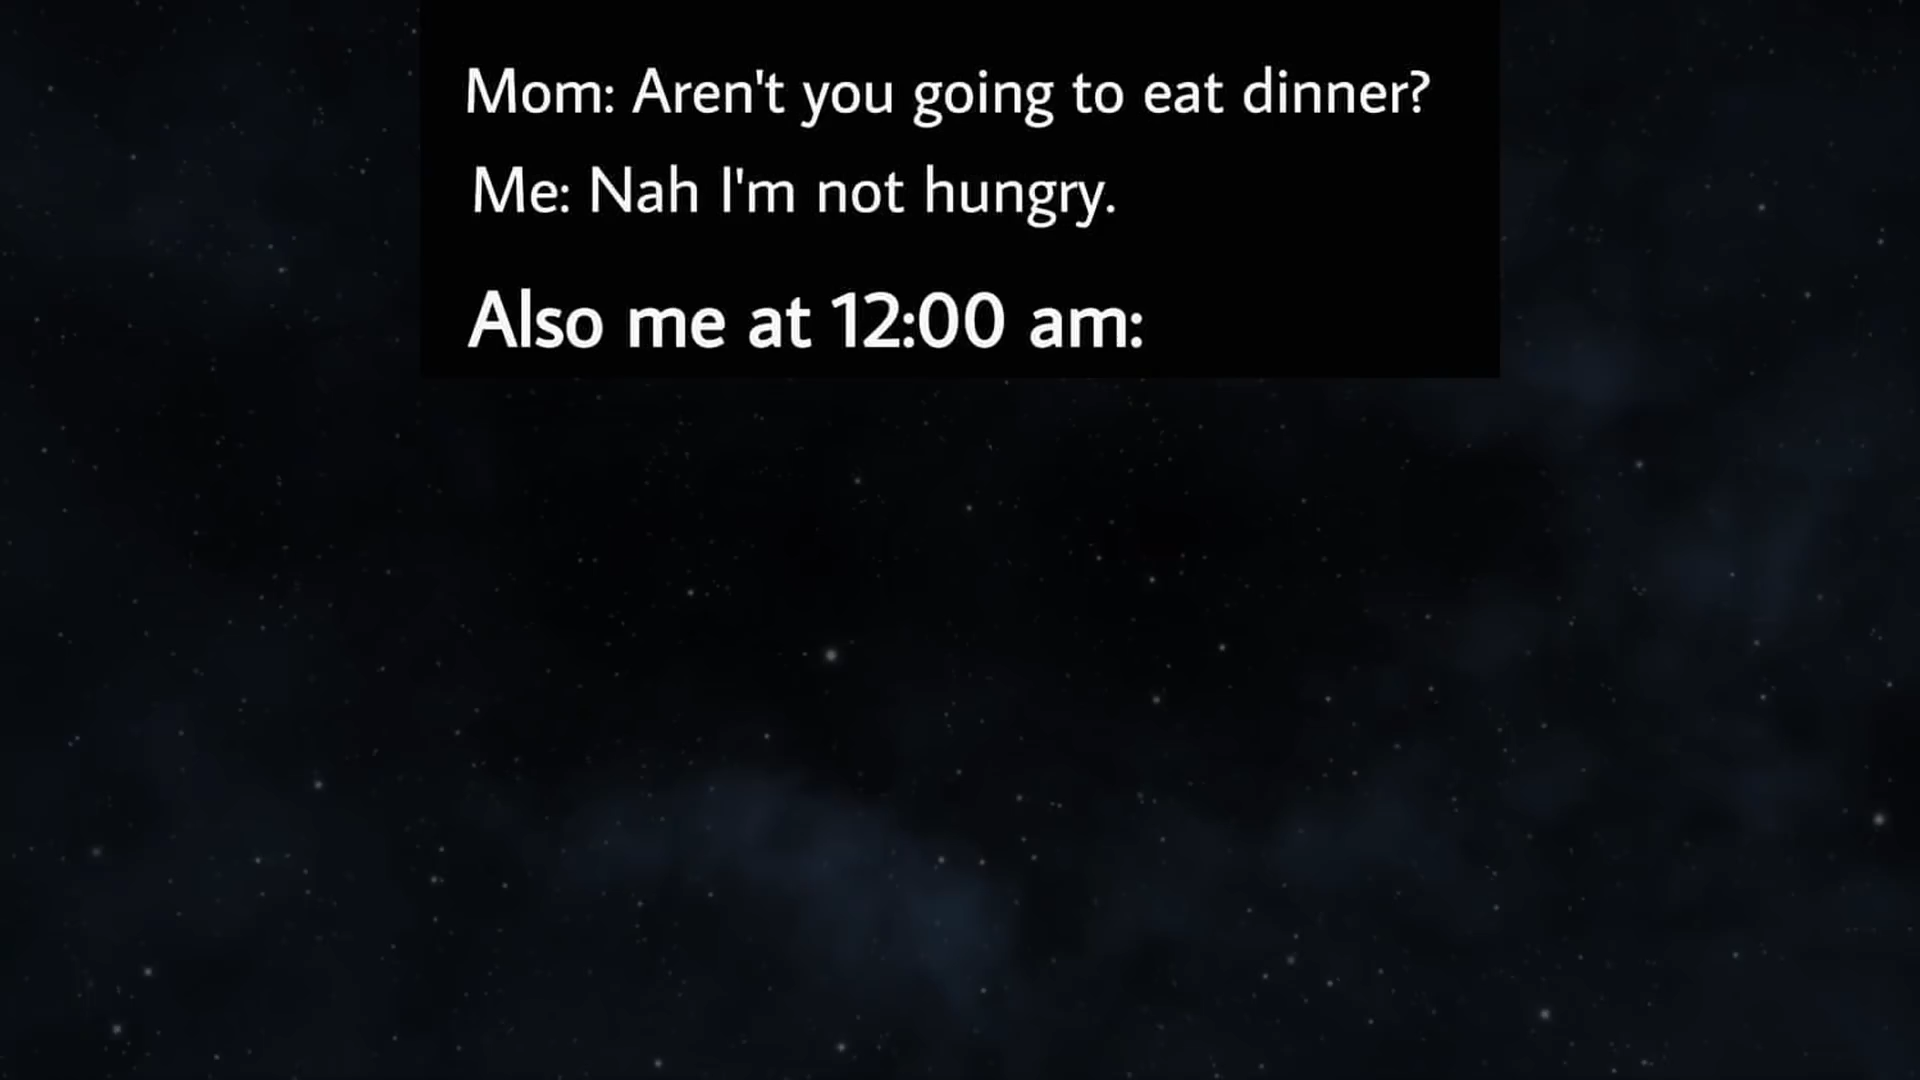 Mom: Aren't you going to eat dinner?
Me: Nah I'm not hungry.
Also me at 12:00 am: